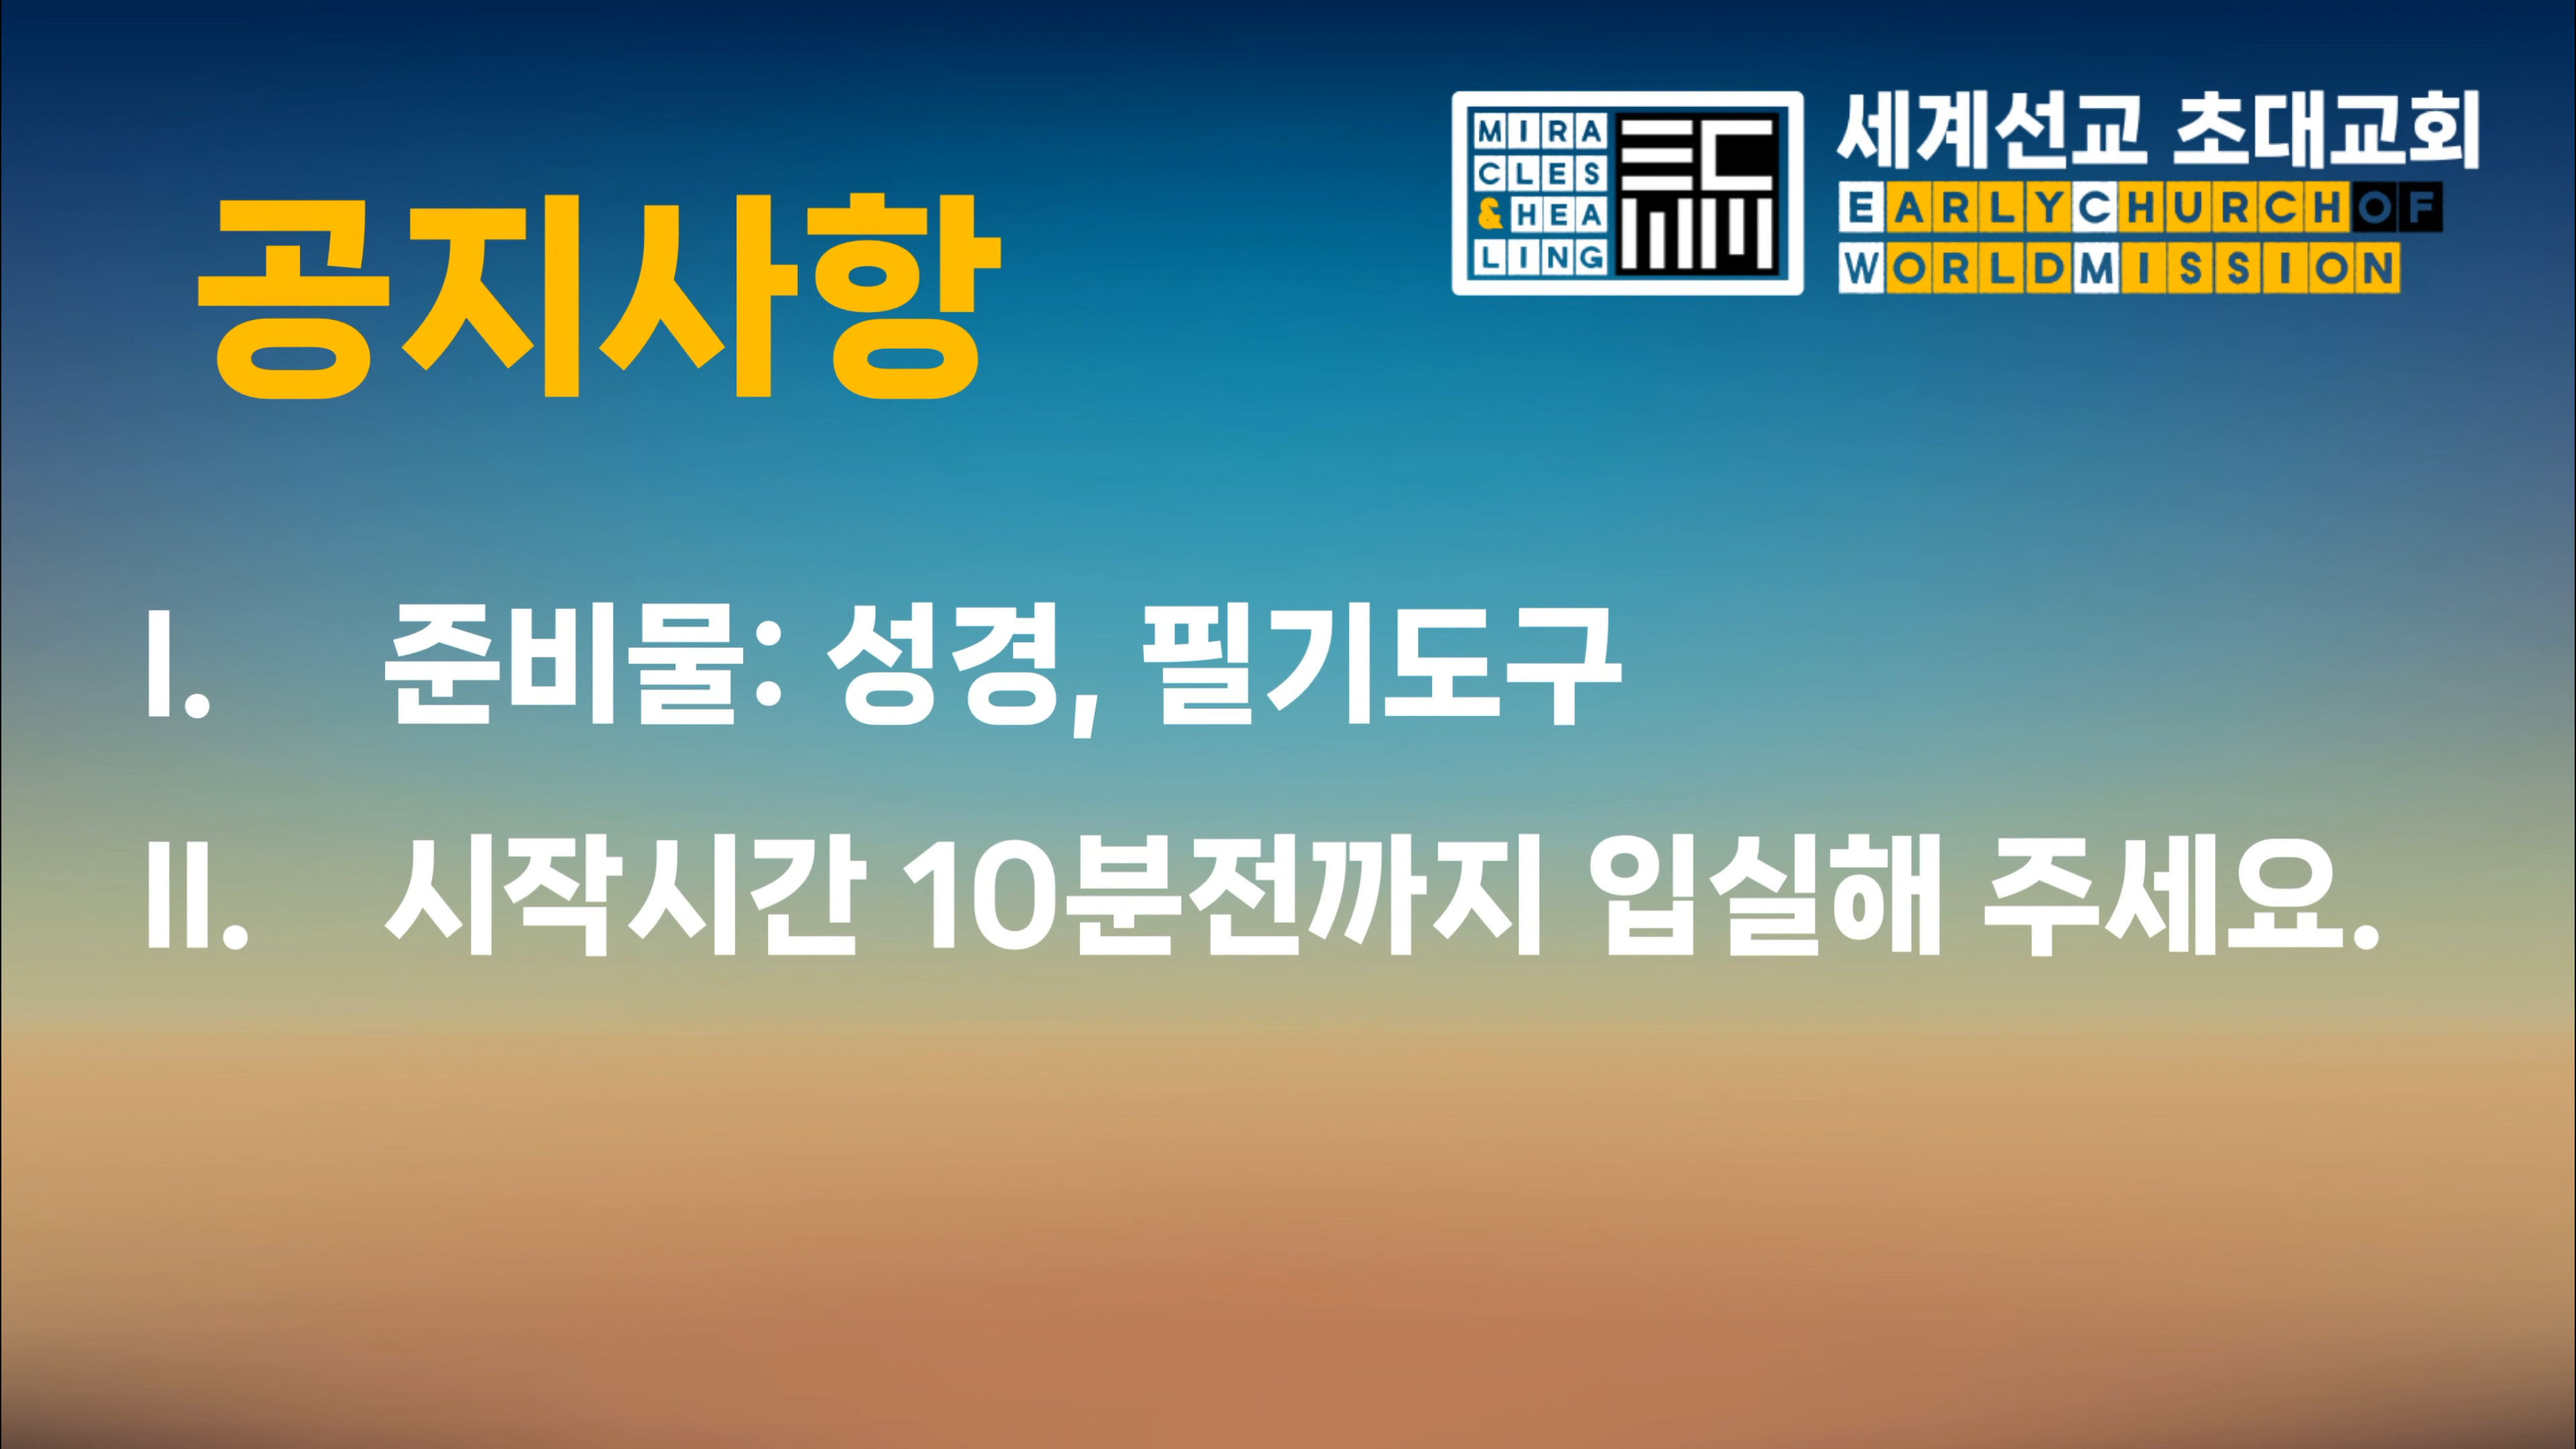 공지사항
MIRA
CLES
&HEA
LING
ECWM
세계선교 초대교회
EARLYCHURCHOF
WORLDMISSION
I. 준비물: 성경, 필기도구
II. 시작시간 10분전까지 입실해 주세요.